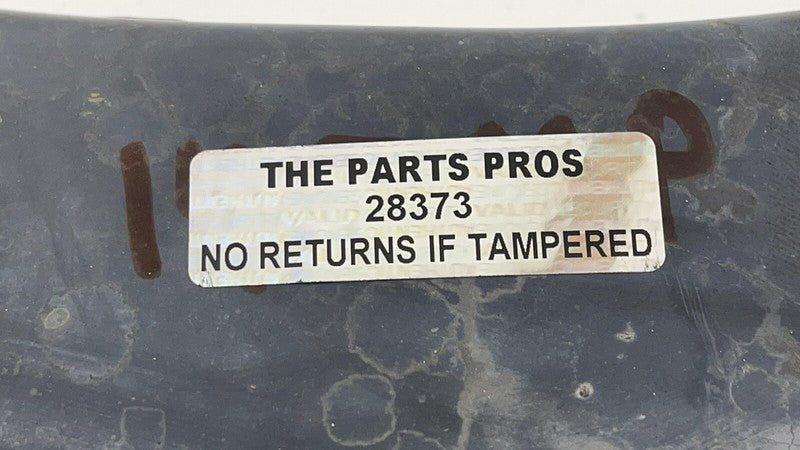 THE PARTS PROS
28373
NO RETURNS IF TAMPERED